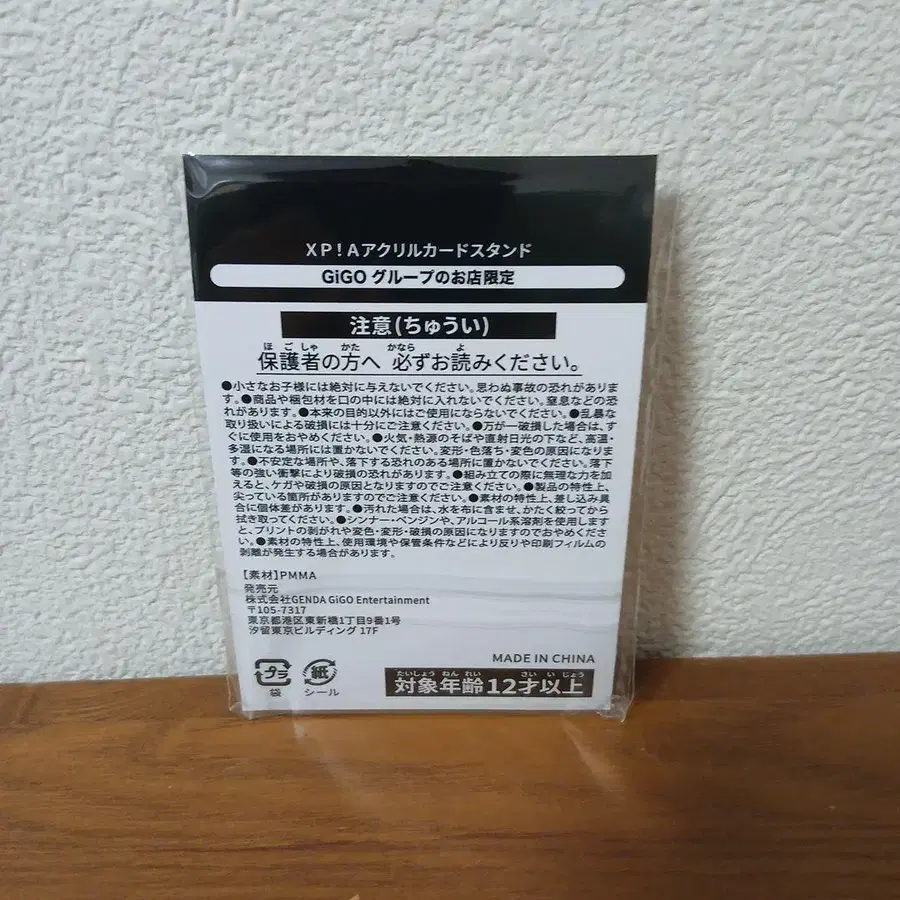 XP!Aアクリルカードスタンド
GiGO グループのお店限定
注意(ちゅうい)
ほごしゃ かた かなら よ
保護者の方へ 必ずお読みください。
●小さなお子様には絶対に与えないでください。思わぬ事故の恐れがありま
す。●商品や梱包材を口の中には絶対に入れないでください。窒息などの恐
れがあります。●本来の目的以外にはご使用にならないでください。●乱暴な
取り扱いによる破損には十分にご注意ください。●万が一破損した場合は、す
ぐに使用をおやめください。●火気・熱源のそばや直射日光の下など、高温・
多湿になる場所には置かないでください。変形・色落ち・変色の原因になりま
す。●不安定な場所や、落下する恐れのある場所に置かないでください。落下
等の強い衝撃により破損の恐れがあります。●組み立ての際に無理な力を加
えると、ケガや破損の原因となりますのでご注意ください。●製品の特性上、
尖っている箇所がありますのでご注意ください。●素材の特性上、差し込み具
合に個体差があります。●汚れた場合は、水を布に含ませ、かたく絞ってから
拭き取ってください。●シンナー・ベンジンや、アルコール系溶剤を使用します
と、プリントの剥がれや変色・変形・破損の原因になりますのでおやめくださ
い。●素材の特性上、使用環境や保管条件などにより反りや印刷フィルムの
剥離が発生する場合があります。
【素材】PMMA
発売元
株式会社GENDA GiGO Entertainment
〒105-7317
東京都港区東新橋1丁目9番1号
汐留東京ビルディング 17F
MADE IN CHINA
プラ
袋
紙
シール
たいしょう ねん れい さい い じょう
対象年齢12才以上